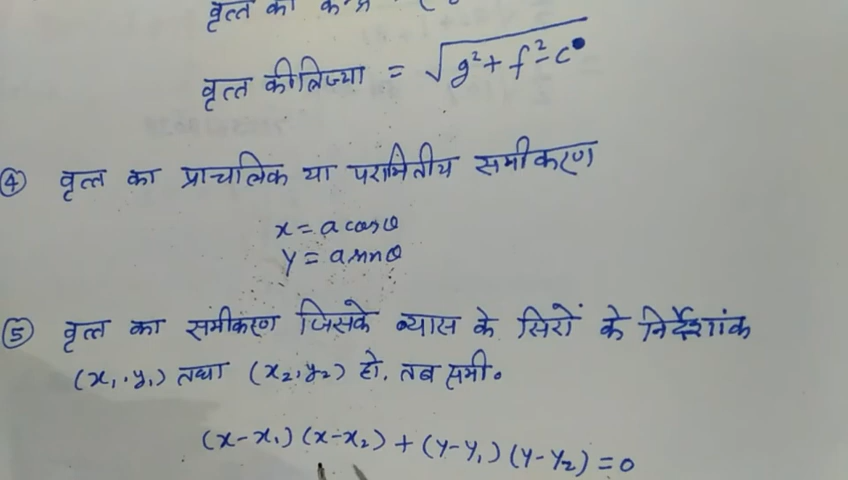 वृत्त का
वृत्त की त्रिज्या = √g²+f²-c
④ वृत्त का प्राचलिक या परामितीय समीकरण
x = a cosθ
y = a sinθ
⑤ वृत्त का समीकरण जिसके व्यास के सिरों के निर्देशांक
(x₁, y₁) तथा (x₂, y₂) हो. तब समी॰
(x-x₁)(x-x₂)+(y-y₁)(y-y₂)=0